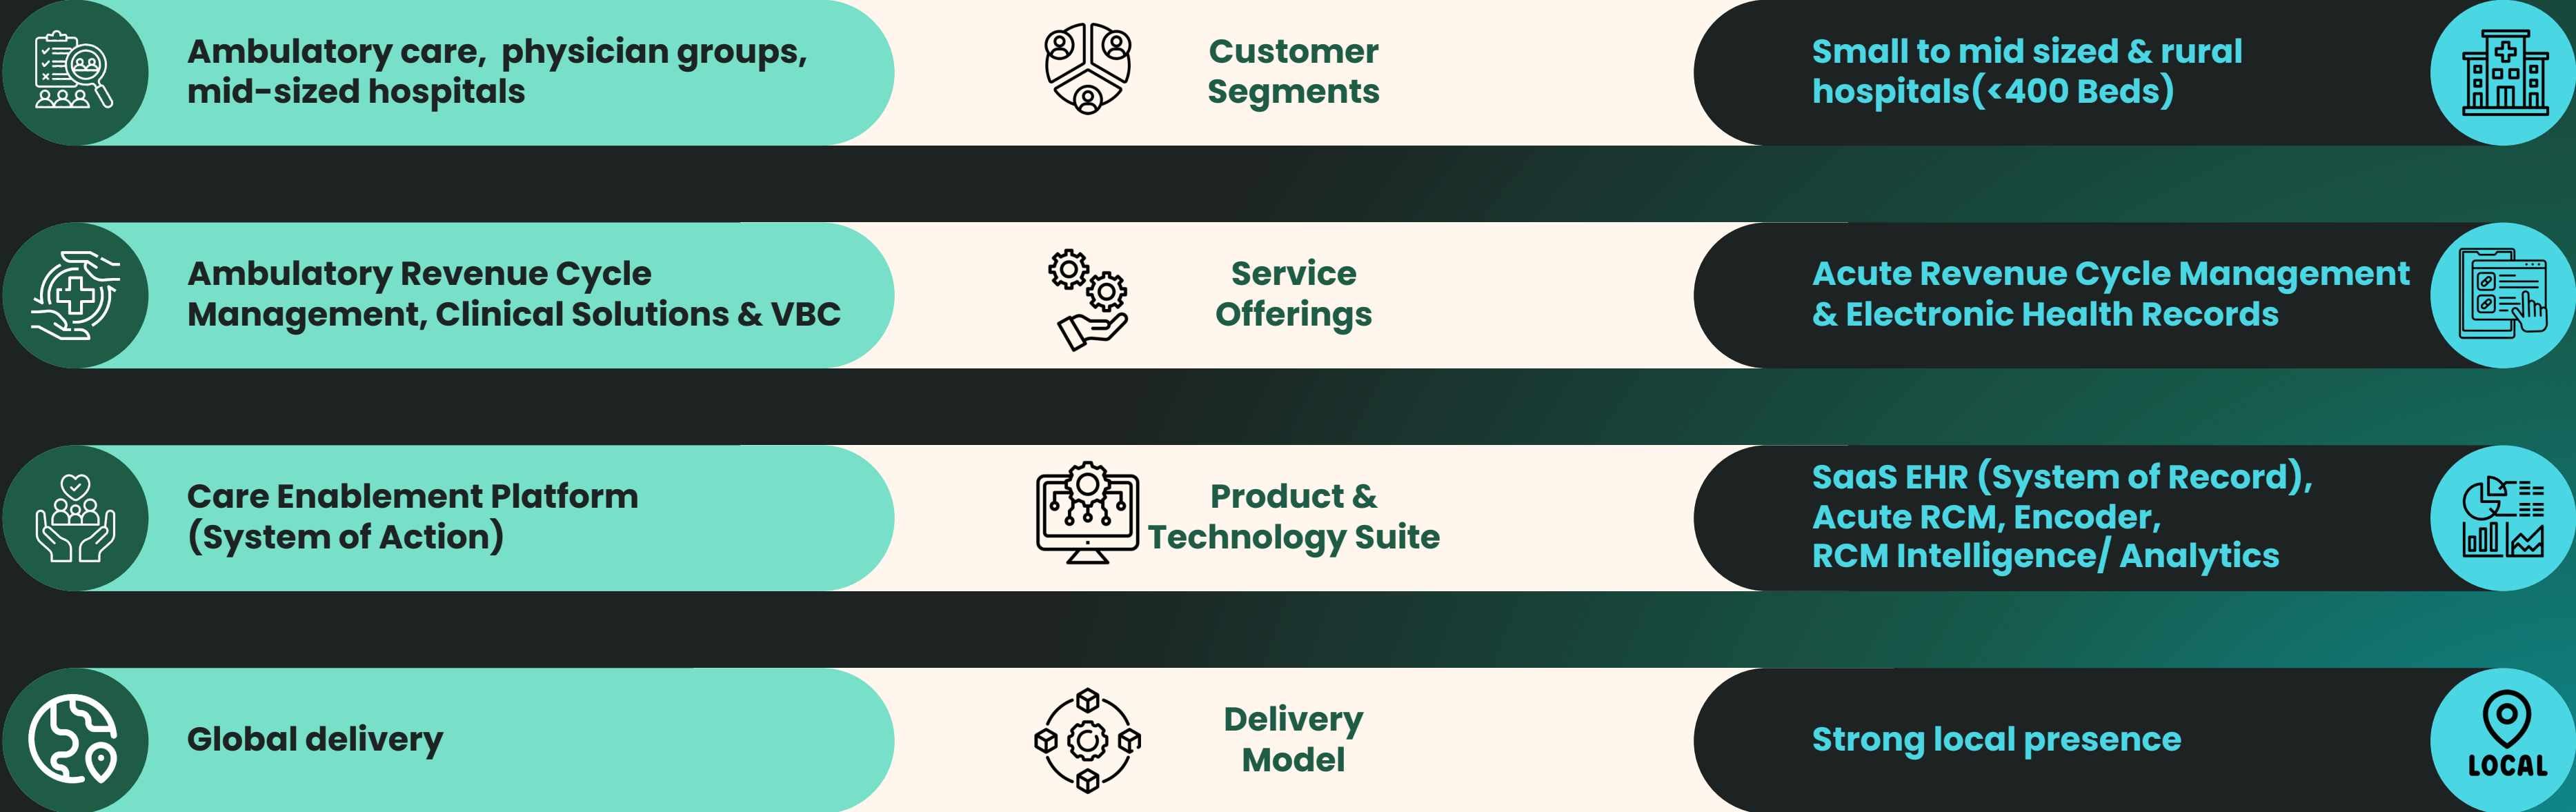 Ambulatory care,  physician groups,
mid-sized hospitals
Customer
Segments
Small to mid sized & rural
hospitals(<400 Beds)
Ambulatory Revenue Cycle
Management, Clinical Solutions & VBC
Service
Offerings
Acute Revenue Cycle Management
& Electronic Health Records
Care Enablement Platform
(System of Action)
Product &
Technology Suite
SaaS EHR (System of Record),
Acute RCM, Encoder,
RCM Intelligence/ Analytics
Global delivery
Delivery
Model
Strong local presence
LOCAL